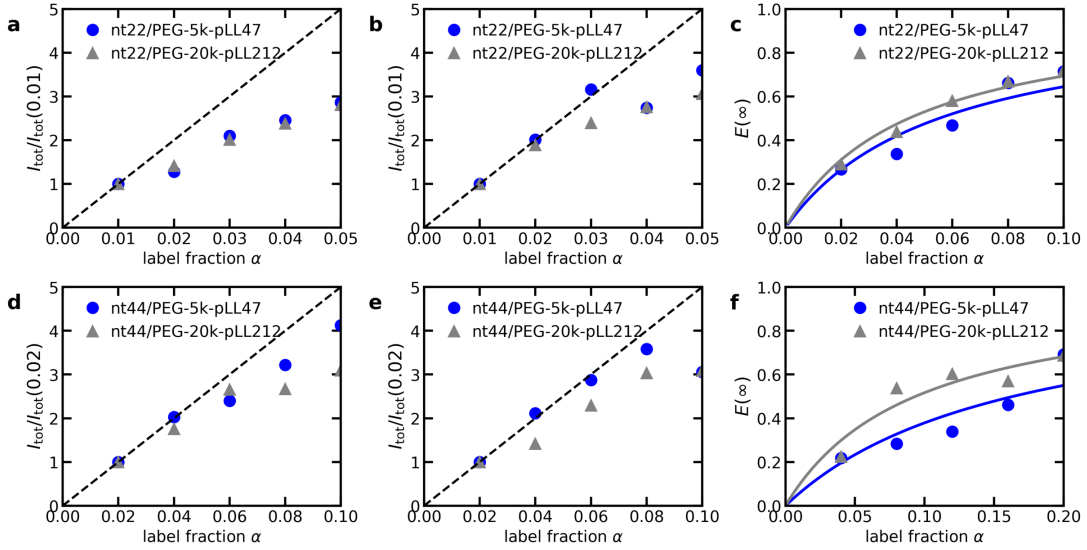 a
5
4
3
2
1
0
I_tot/I_tot(0.01)
nt22/PEG-5k-pLL47
nt22/PEG-20k-pLL212
0.00 0.01 0.02 0.03 0.04 0.05
label fraction α
b
5
4
3
2
1
0
I_tot/I_tot(0.01)
nt22/PEG-5k-pLL47
nt22/PEG-20k-pLL212
0.00 0.01 0.02 0.03 0.04 0.05
label fraction α
c
1.0
0.8
0.6
0.4
0.2
0.0
E(∞)
nt22/PEG-5k-pLL47
nt22/PEG-20k-pLL212
0.00 0.02 0.04 0.06 0.08 0.10
label fraction α
d
5
4
3
2
1
0
I_tot/I_tot(0.02)
nt44/PEG-5k-pLL47
nt44/PEG-20k-pLL212
0.00 0.02 0.04 0.06 0.08 0.10
label fraction α
e
5
4
3
2
1
0
I_tot/I_tot(0.02)
nt44/PEG-5k-pLL47
nt44/PEG-20k-pLL212
0.00 0.02 0.04 0.06 0.08 0.10
label fraction α
f
1.0
0.8
0.6
0.4
0.2
0.0
E(∞)
nt44/PEG-5k-pLL47
nt44/PEG-20k-pLL212
0.00 0.05 0.10 0.15 0.20
label fraction α